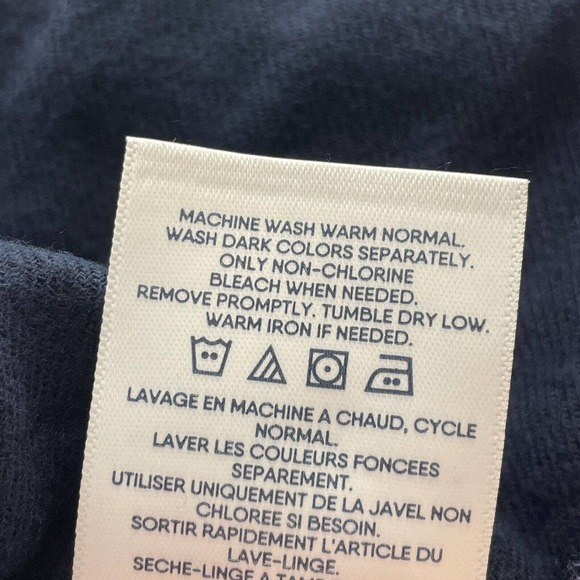 MACHINE WASH WARM NORMAL.
WASH DARK COLORS SEPARATELY.
ONLY NON-CHLORINE
BLEACH WHEN NEEDED.
REMOVE PROMPTLY. TUMBLE DRY LOW.
WARM IRON IF NEEDED.
LAVAGE EN MACHINE A CHAUD, CYCLE
NORMAL.
LAVER LES COULEURS FONCEES
SEPAREMENT.
UTILISER UNIQUEMENT DE LA JAVEL NON
CHLOREE SI BESOIN.
SORTIR RAPIDEMENT L'ARTICLE DU
LAVE-LINGE.
SECHE-LINGE A